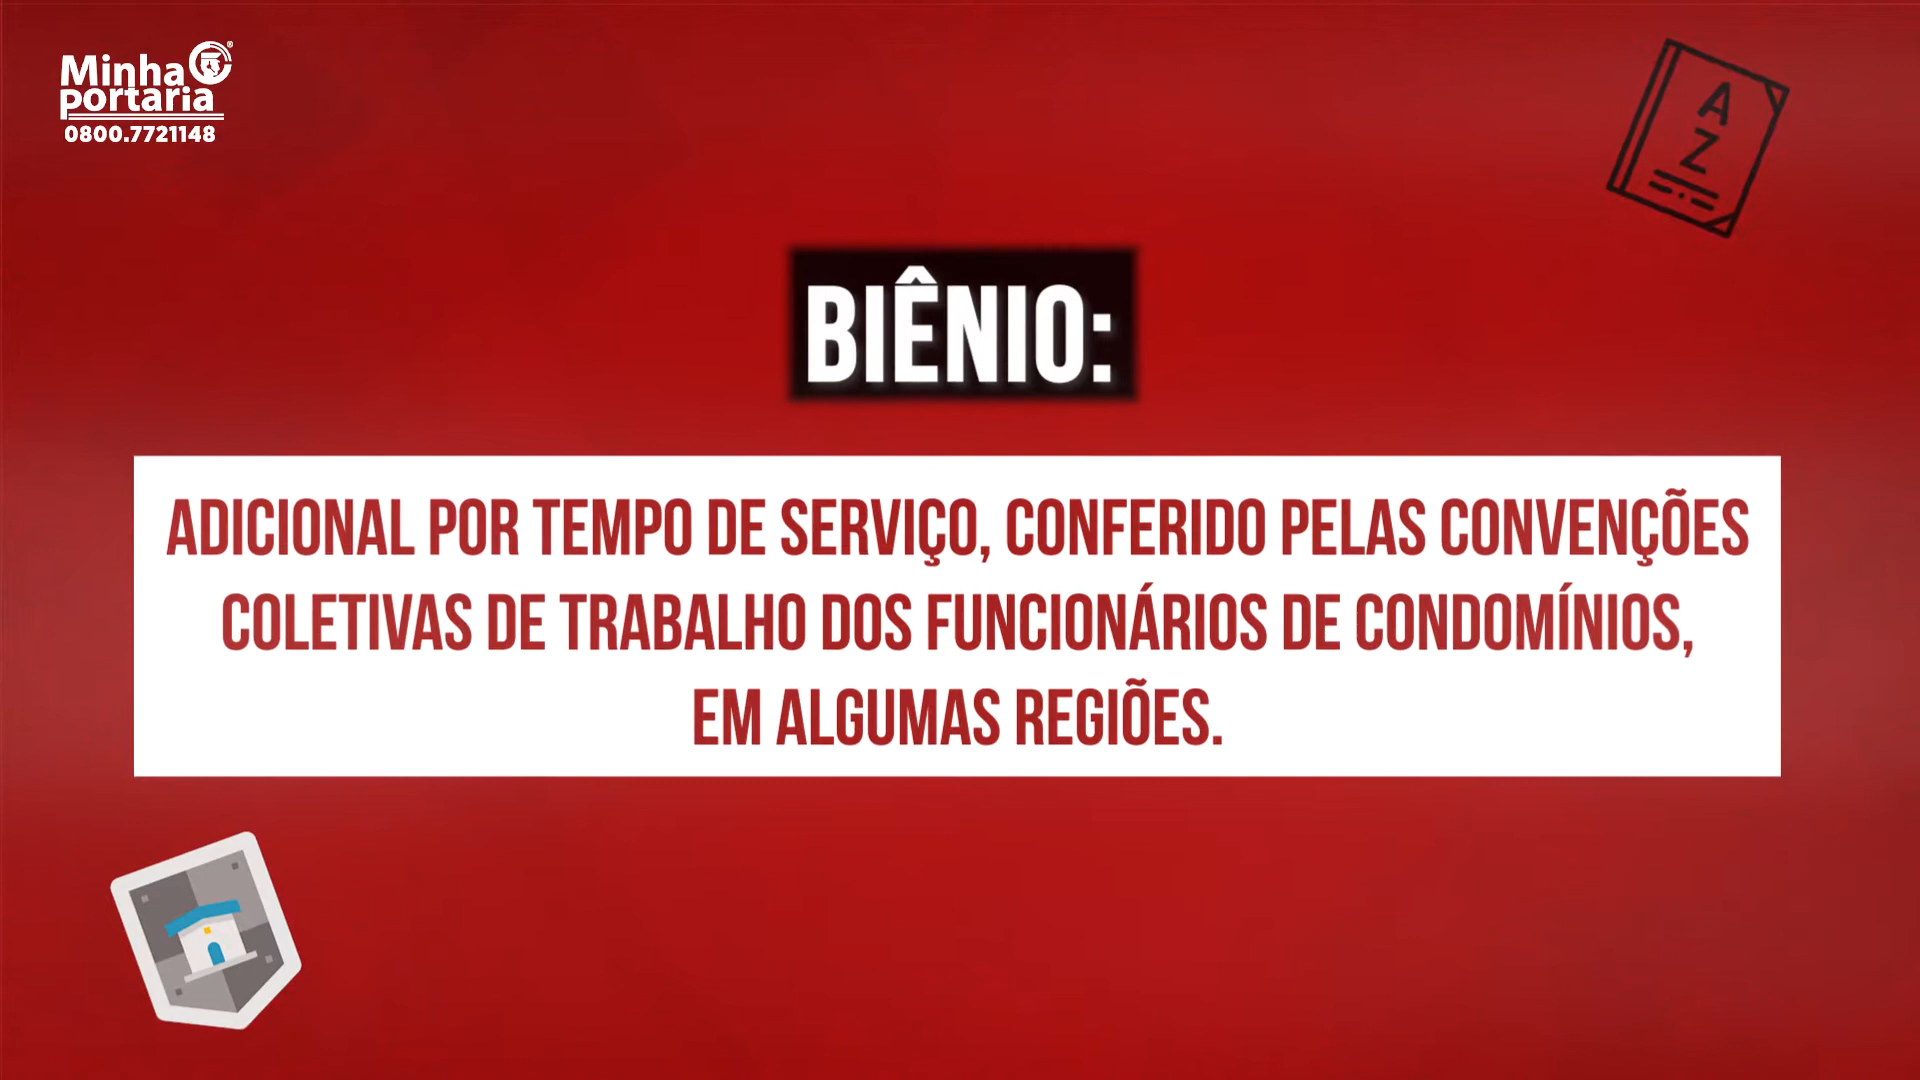 Minha
portaria
0800.7721148
A
Z
BIÊNIO:
ADICIONAL POR TEMPO DE SERVIÇO, CONFERIDO PELAS CONVENÇÕES
COLETIVAS DE TRABALHO DOS FUNCIONÁRIOS DE CONDOMÍNIOS,
EM ALGUMAS REGIÕES.